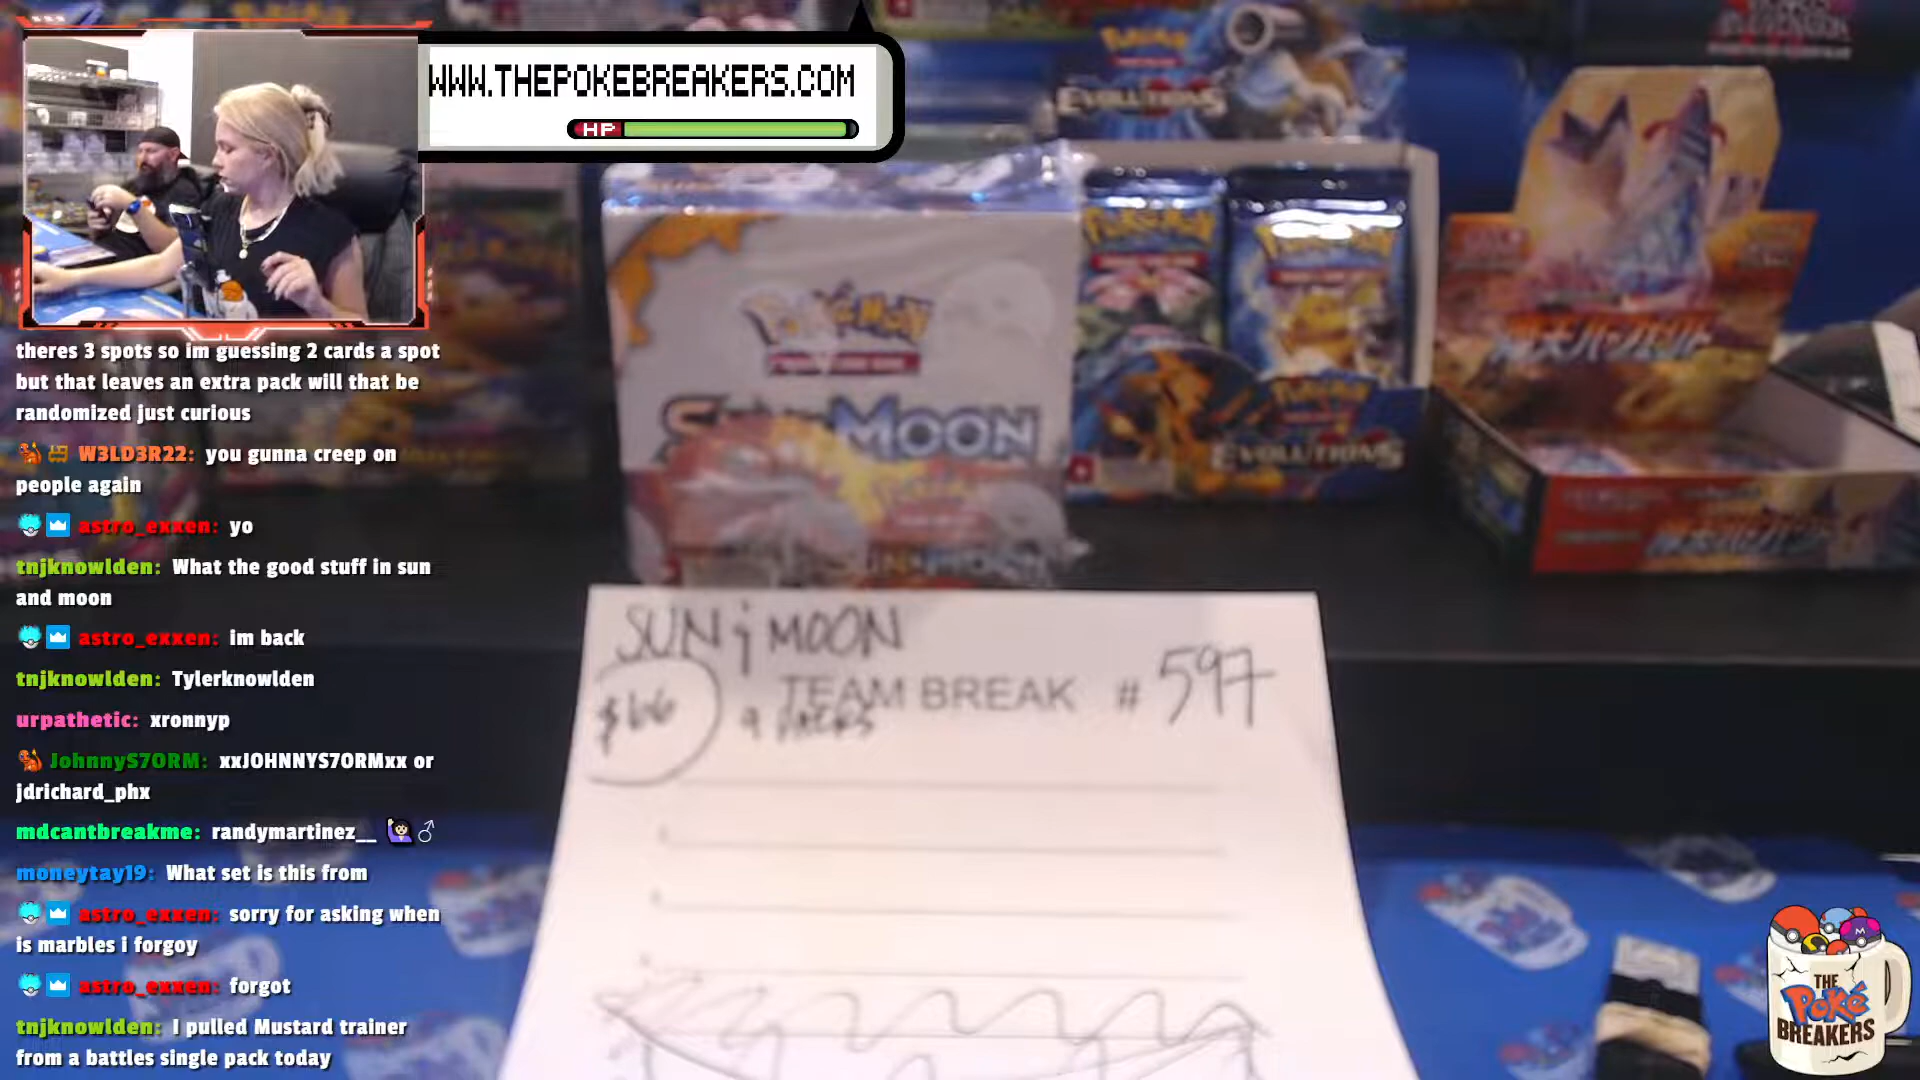 WWW.THEPOKEBREAKERS.COM
HP
EVOLUTIONS
POKéMON
SUN MOON
EVOLUTIONS
theres 3 spots so im guessing 2 cards a spot
but that leaves an extra pack will that be
randomized just curious
W3LD3R22: you gunna creep on
people again
astro_exxen: yo
tnjknowlden: What the good stuff in sun
and moon
astro_exxen: im back
tnjknowlden: Tylerknowlden
urpathetic: xronnyp
JohnnyS7ORM: xxJOHNNYS7ORMxx or
jdrichard_phx
mdcantbreakme: randymartinez__ 🙋🏻♂
moneytay19: What set is this from
astro_exxen: sorry for asking when
is marbles i forgoy
astro_exxen: forgot
tnjknowlden: I pulled Mustard trainer
from a battles single pack today
SUN & MOON
TEAM BREAK # 597
$66
9 PACKS
THE
Poké
BREAKERS